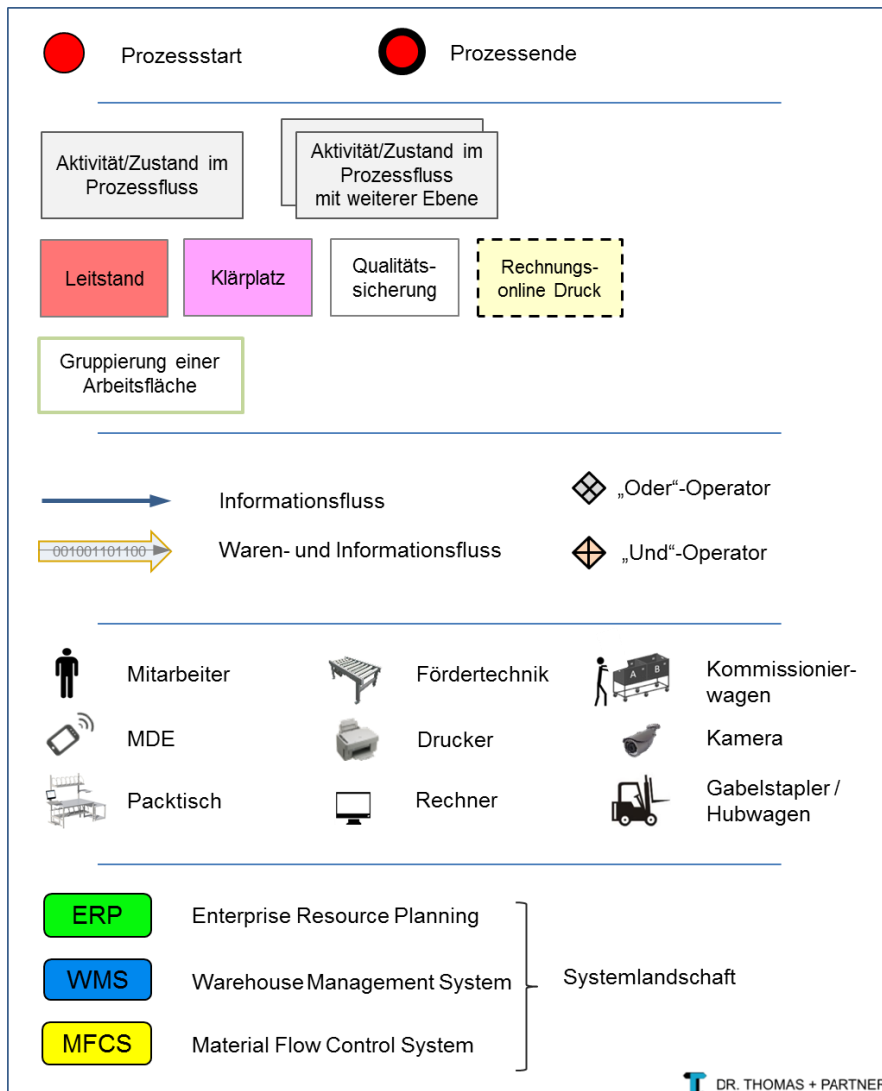 Prozessstart
Prozessende
Aktivität/Zustand im
Prozessfluss
Aktivität/Zustand im
Prozessfluss
mit weiterer Ebene
Leitstand
Klärplatz
Qualitäts-
sicherung
Rechnungs-
online Druck
Gruppierung einer
Arbeitsfläche
Informationsfluss
„Oder“-Operator
001001101100
Waren- und Informationsfluss
„Und“-Operator
Mitarbeiter
Fördertechnik
A B
Kommissionier-
wagen
MDE
Drucker
Kamera
Packtisch
Rechner
Gabelstapler /
Hubwagen
ERP
Enterprise Resource Planning
WMS
Warehouse Management System
Systemlandschaft
MFCS
Material Flow Control System
DR. THOMAS + PARTNER